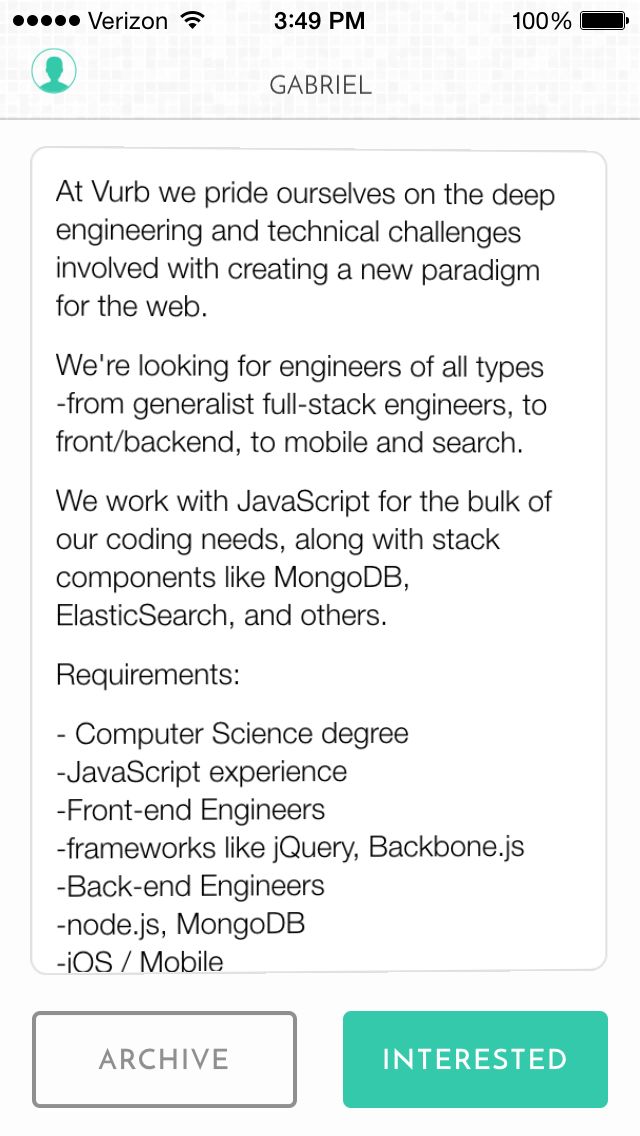 Verizon 3:49 PM 100%
GABRIEL
At Vurb we pride ourselves on the deep
engineering and technical challenges
involved with creating a new paradigm
for the web.
We're looking for engineers of all types
-from generalist full-stack engineers, to
front/backend, to mobile and search.
We work with JavaScript for the bulk of
our coding needs, along with stack
components like MongoDB,
ElasticSearch, and others.
Requirements:
- Computer Science degree
-JavaScript experience
-Front-end Engineers
-frameworks like jQuery, Backbone.js
-Back-end Engineers
-node.js, MongoDB
-iOS / Mobile
ARCHIVE INTERESTED